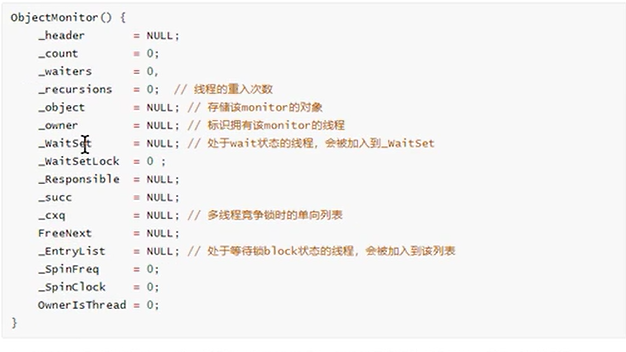 ObjectMonitor() {
_header = NULL;
_count = 0;
_waiters = 0,
_recursions = 0; // 线程的重入次数
_object = NULL; // 存储该monitor的对象
_owner = NULL; // 标识拥有该monitor的线程
_WaitSet = NULL; // 处于wait状态的线程，会被加入到_WaitSet
_WaitSetLock = 0 ;
_Responsible = NULL;
_succ = NULL;
_cxq = NULL; // 多线程竞争锁时的单向列表
FreeNext = NULL;
_EntryList = NULL; // 处于等待锁block状态的线程，会被加入到该列表
_SpinFreq = 0;
_SpinClock = 0;
OwnerIsThread = 0;
}